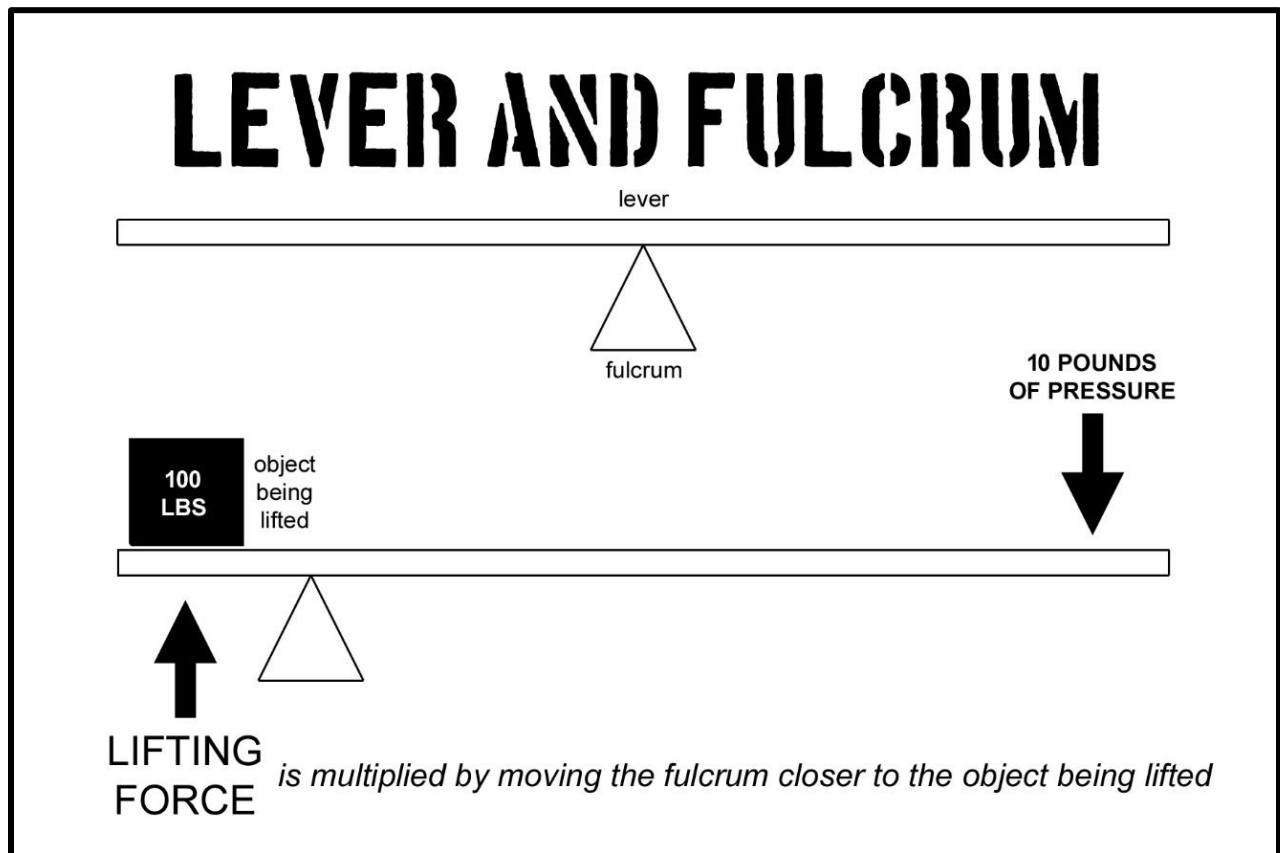 LEVER AND FULCRUM
lever
fulcrum
10 POUNDS
OF PRESSURE
100
LBS
object
being
lifted
LIFTING
FORCE
is multiplied by moving the fulcrum closer to the object being lifted